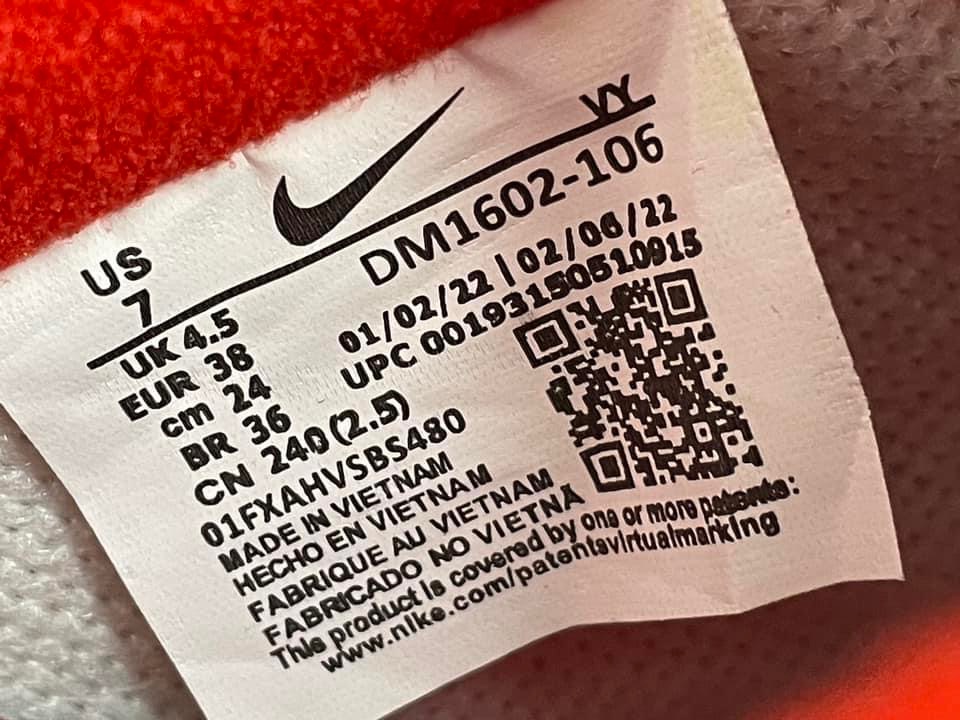 VY
US
7
DM1602-106
UK 4.5
EUR 38
cm 24
BR 36
CN 240 (2.5)
01/02/22 | 02/06/22
UPC 00193150510915
01FXAHVSBS480
MADE IN VIETNAM
HECHO EN VIETNAM
FABRIQUE AU VIETNAM
FABRICADO NO VIETNÃ
This product is covered by one or more patents:
www.nike.com/patentsvirtualmarking